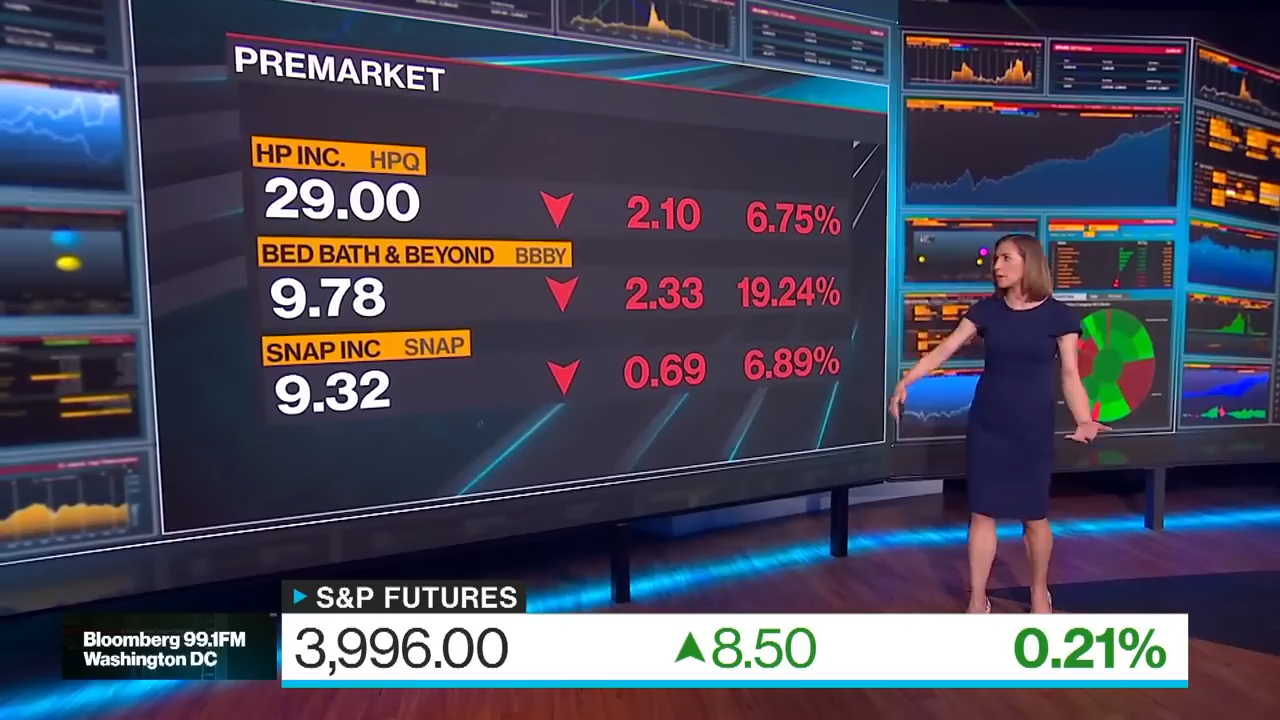 PREMARKET
HP INC. HPQ
29.00 2.10 6.75%
BED BATH & BEYOND BBBY
9.78 2.33 19.24%
SNAP INC SNAP
9.32 0.69 6.89%
S&P FUTURES
Bloomberg 99.1FM
Washington DC
3,996.00 8.50 0.21%